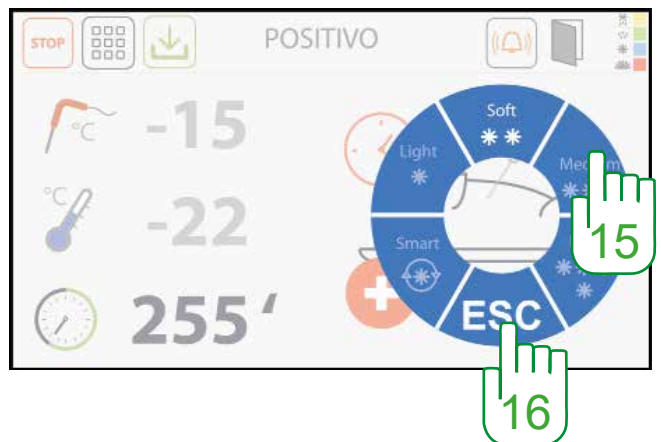 STOP
POSITIVO
°C -15
°C -22
255‘
Soft
Light
Smart
ESC
15
16